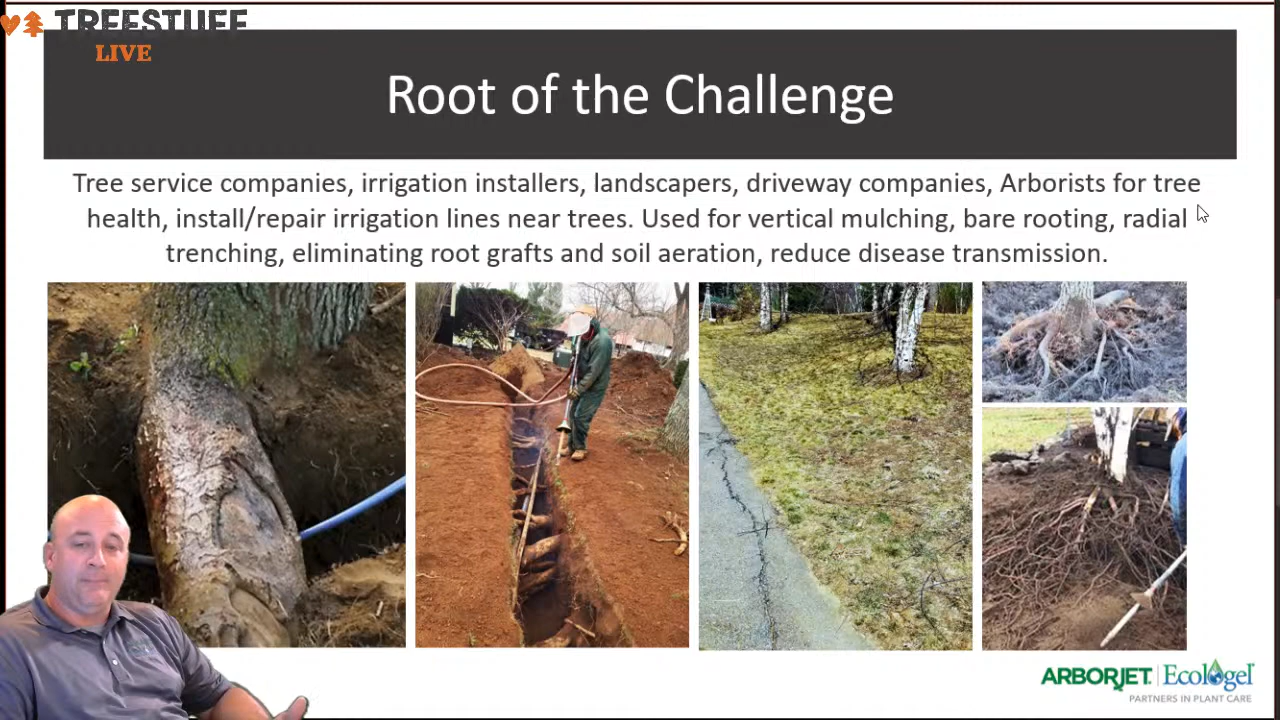 TREESTUFF
LIVE
Root of the Challenge
Tree service companies, irrigation installers, landscapers, driveway companies, Arborists for tree
health, install/repair irrigation lines near trees. Used for vertical mulching, bare rooting, radial
trenching, eliminating root grafts and soil aeration, reduce disease transmission.
ARBORJET | Ecologel
PARTNERS IN PLANT CARE